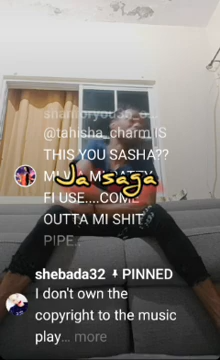 @tahisha_charm IS
THIS YOU SASHA??
FI USE....COME
OUTTA MI SHIT
PIPE..
Ja saga
shebada32 PINNED
I don't own the
copyright to the music
play... more